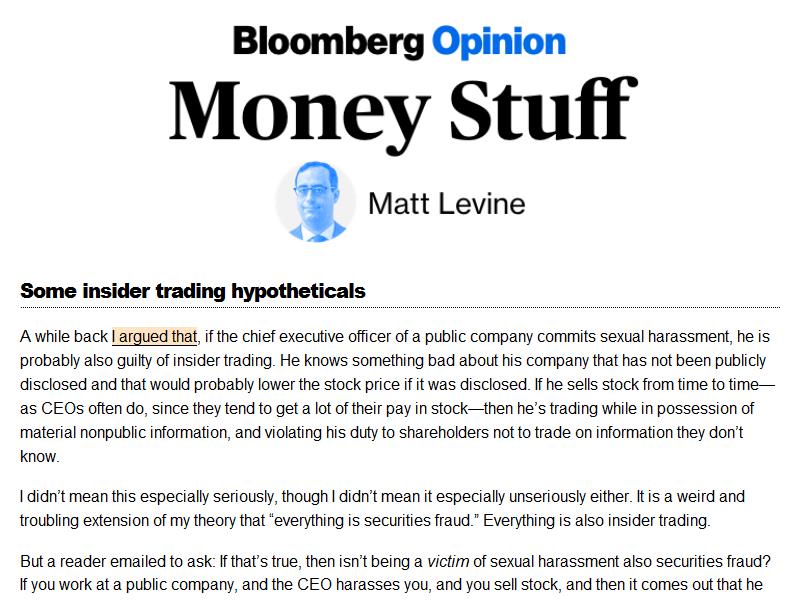 Bloomberg Opinion
Money Stuff
Matt Levine
Some insider trading hypotheticals
A while back I argued that, if the chief executive officer of a public company commits sexual harassment, he is
probably also guilty of insider trading. He knows something bad about his company that has not been publicly
disclosed and that would probably lower the stock price if it was disclosed. If he sells stock from time to time—
as CEOs often do, since they tend to get a lot of their pay in stock—then he’s trading while in possession of
material nonpublic information, and violating his duty to shareholders not to trade on information they don’t
know.
I didn’t mean this especially seriously, though I didn’t mean it especially unseriously either. It is a weird and
troubling extension of my theory that “everything is securities fraud.” Everything is also insider trading.
But a reader emailed to ask: If that’s true, then isn’t being a victim of sexual harassment also securities fraud?
If you work at a public company, and the CEO harasses you, and you sell stock, and then it comes out that he